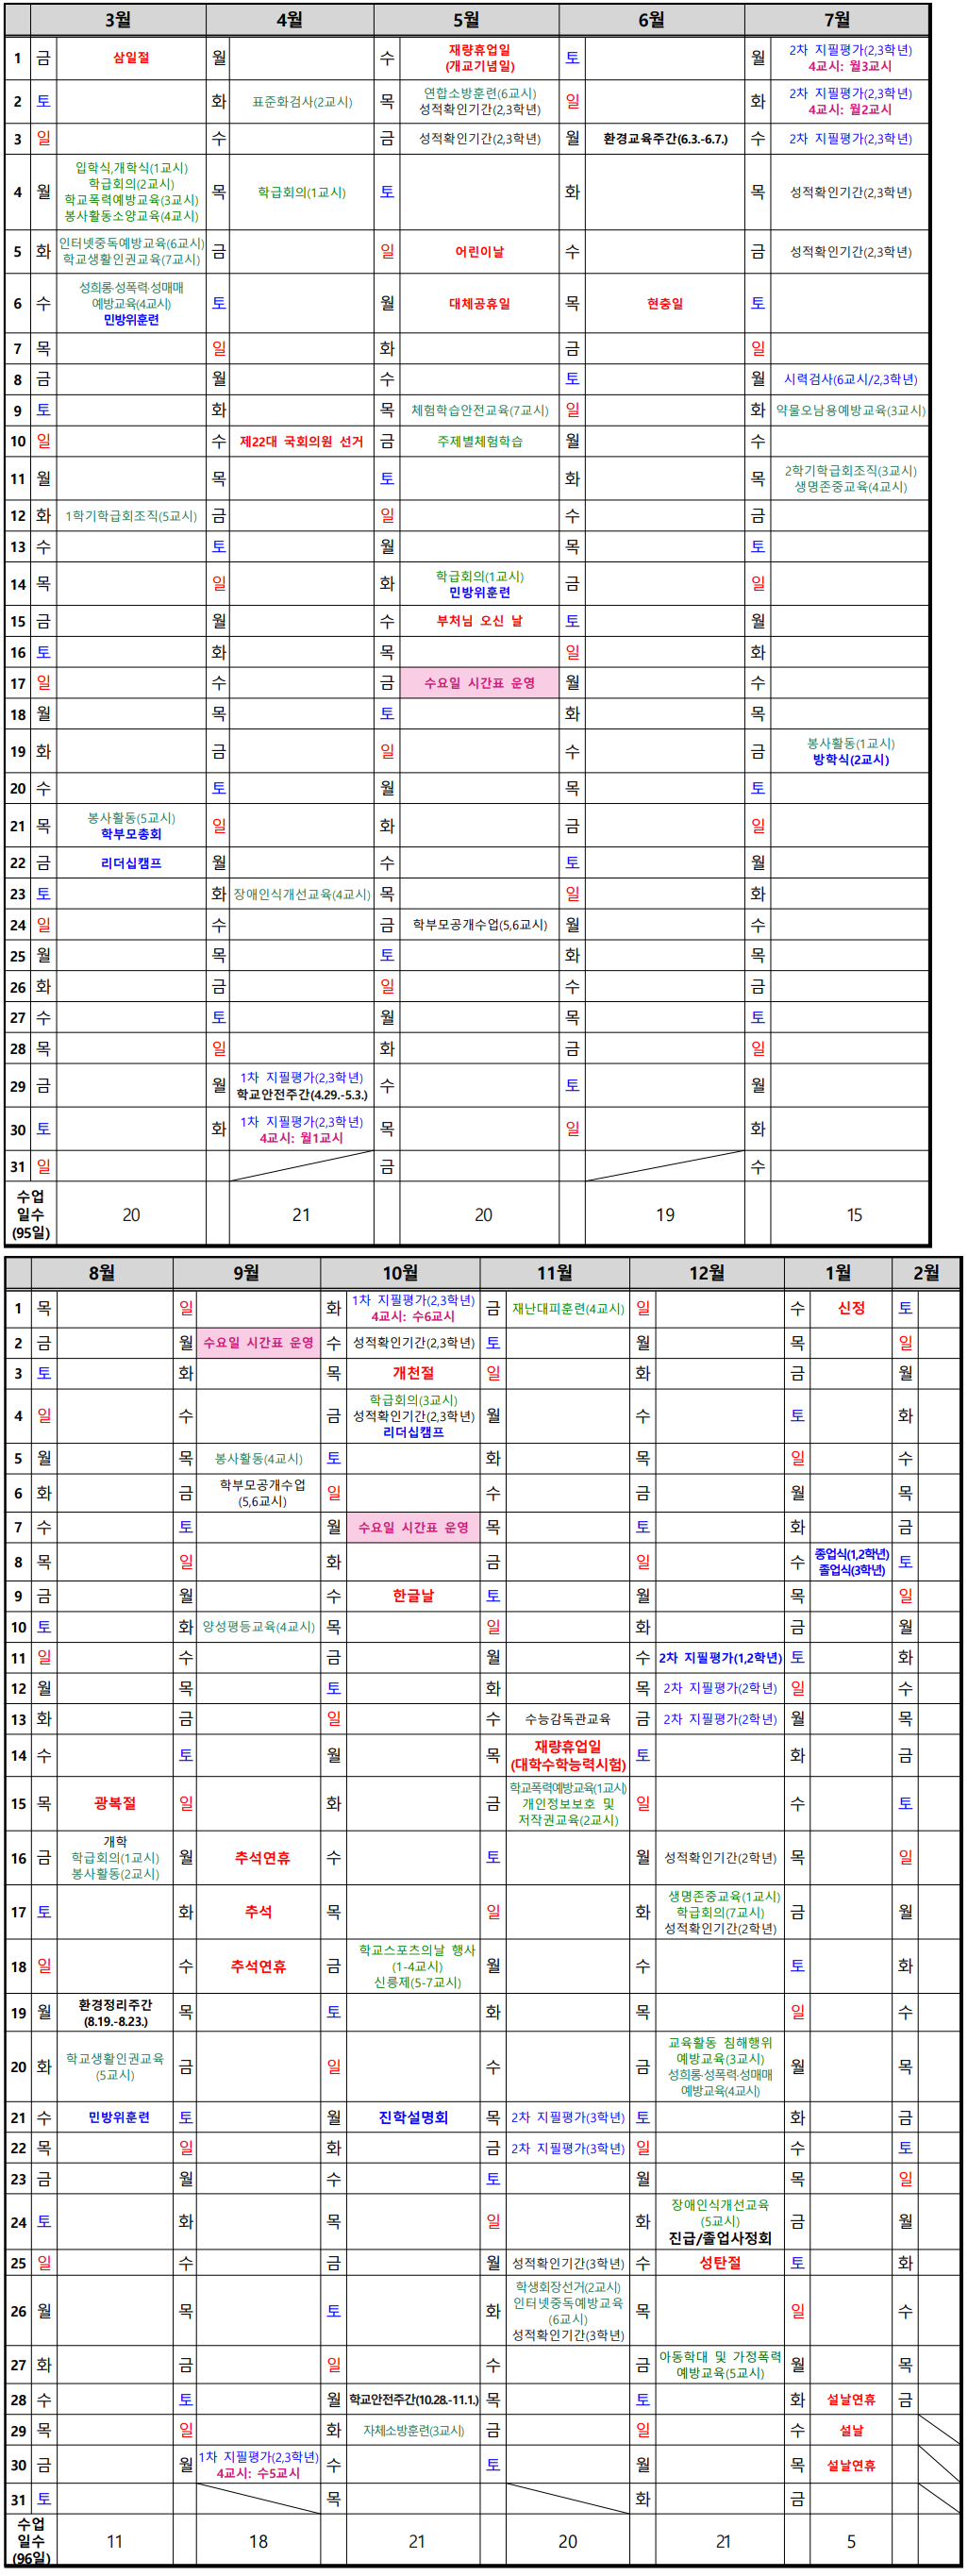 3월 4월 5월 6월 7월
1 금 삼일절 월 수 재량휴업일 토 월 2차 지필평가(2,3학년)
(개교기념일) 4교시: 월3교시
2 토 화 표준화검사(2교시) 목 연합소방훈련(6교시) 일 화 2차 지필평가(2,3학년)
성적확인기간(2,3학년) 4교시: 월2교시
3 일 수 금 성적확인기간(2,3학년) 월 환경교육주간(6.3.-6.7.) 수 2차 지필평가(2,3학년)
입학식,개학식(1교시)
학급회의(2교시)
4 월 학교폭력예방교육(3교시) 목 학급회의(1교시) 토 화 목 성적확인기간(2,3학년)
봉사활동소양교육(4교시)
5 화 인터넷중독예방교육(6교시) 금 일 어린이날 수 금 성적확인기간(2,3학년)
학교생활인권교육(7교시)
성희롱·성폭력·성매매
6 수 예방교육(4교시) 토 월 대체공휴일 목 현충일 토
민방위훈련
7 목 일 화 금 일
8 금 월 수 토 월 시력검사(6교시/2,3학년)
9 토 화 목 체험학습안전교육(7교시) 일 화 약물오남용예방교육(3교시)
10 일 수 제22대 국회의원 선거 금 주제별체험학습 월 수
11 월 목 토 화 목 2학기학급회조직(3교시)
생명존중교육(4교시)
12 화 1학기학급회조직(5교시) 금 일 수 금
13 수 토 월 목 토
14 목 일 화 학급회의(1교시) 금 일
민방위훈련
15 금 월 수 부처님 오신 날 토 월
16 토 화 목 일 화
17 일 수 금 수요일 시간표 운영 월 수
18 월 목 토 화 목
19 화 금 일 수 금 봉사활동(1교시)
방학식(2교시)
20 수 토 월 목 토
21 목 봉사활동(5교시) 일 화 금 일
학부모총회
22 금 리더십캠프 월 수 토 월
23 토 화 장애인식개선교육(4교시) 목 일 화
24 일 수 금 학부모공개수업(5,6교시) 월 수
25 월 목 토 화 목
26 화 금 일 수 금
27 수 토 월 목 토
28 목 일 화 금 일
29 금 월 1차 지필평가(2,3학년) 수 토 월
학교안전주간(4.29.-5.3.)
30 토 화 1차 지필평가(2,3학년) 목 일 화
4교시: 월1교시
31 일 금 수
수업
일수 20 21 20 19 15
(95일)
8월 9월 10월 11월 12월 1월 2월
1 목 일 화 1차 지필평가(2,3학년) 금 재난대피훈련(4교시) 일 수 신정 토
4교시: 수6교시
2 금 월 수요일 시간표 운영 수 성적확인기간(2,3학년) 토 월 목 일
3 토 화 목 개천절 일 화 금 월
학급회의(3교시)
4 일 수 금 성적확인기간(2,3학년) 월 수 토 화
리더십캠프
5 월 목 봉사활동(4교시) 토 화 목 일 수
6 화 금 학부모공개수업 일 수 금 월 목
(5,6교시)
7 수 토 월 수요일 시간표 운영 목 토 화 금
8 목 일 화 금 일 수 종업식(1,2학년) 토
졸업식(3학년)
9 금 월 수 한글날 토 월 목 일
10 토 화 양성평등교육(4교시) 목 일 화 금 월
11 일 수 금 월 수 2차 지필평가(1,2학년) 토 화
12 월 목 토 화 목 2차 지필평가(2학년) 일 수
13 화 금 일 수 수능감독관교육 금 2차 지필평가(2학년) 월 목
14 수 토 월 목 재량휴업일 토 화 금
(대학수학능력시험)
학교폭력예방교육(1교시)
15 목 광복절 일 화 금 개인정보보호 및 일 수 토
저작권교육(2교시)
개학
16 금 학급회의(1교시) 월 추석연휴 수 토 월 성적확인기간(2학년) 목 일
봉사활동(2교시)
생명존중교육(1교시)
17 토 화 추석 목 일 화 학급회의(7교시) 금 월
성적확인기간(2학년)
학교스포츠의날 행사
18 일 수 추석연휴 금 (1-4교시) 월 수 토 화
신릉제(5-7교시)
19 월 환경정리주간 목 토 화 목 일 수
(8.19.-8.23.)
교육활동 침해행위
20 화 학교생활인권교육 금 일 수 금 예방교육(3교시) 월 목
(5교시) 성희롱·성폭력·성매매
예방교육(4교시)
21 수 민방위훈련 토 월 진학설명회 목 2차 지필평가(3학년) 토 화 금
22 목 일 화 금 2차 지필평가(3학년) 일 수 토
23 금 월 수 토 월 목 일
장애인식개선교육
24 토 화 목 일 화 (5교시) 금 월
진급/졸업사정회
25 일 수 금 월 성적확인기간(3학년) 수 성탄절 토 화
학생회장선거(2교시)
26 월 목 토 화 인터넷중독예방교육 목 일 수
(6교시)
성적확인기간(3학년)
27 화 금 일 수 금 아동학대 및 가정폭력 월 목
예방교육(5교시)
28 수 토 월 학교안전주간(10.28.-11.1.) 목 토 화 설날연휴 금
29 목 일 화 자체소방훈련(3교시) 금 일 수 설날
30 금 월 1차 지필평가(2,3학년) 수 토 월 목 설날연휴
4교시: 수5교시
31 토 목 화 금
수업
일수 11 18 21 20 21 5
(96일)